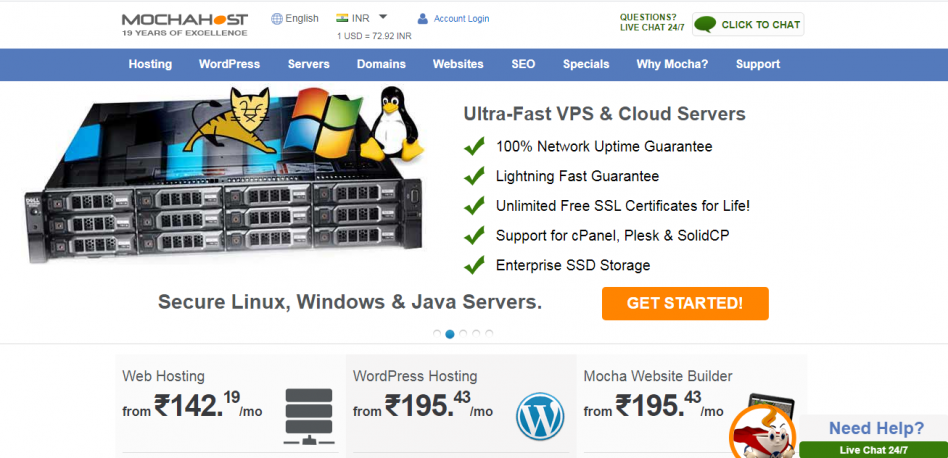 MOCHAHOST
19 YEARS OF EXCELLENCE
English
INR
1 USD = 72.92 INR
Account Login
QUESTIONS?
LIVE CHAT 24/7
CLICK TO CHAT
Hosting WordPress Servers Domains Websites SEO Specials Why Mocha? Support
Ultra-Fast VPS & Cloud Servers
100% Network Uptime Guarantee
Lightning Fast Guarantee
Unlimited Free SSL Certificates for Life!
Support for cPanel, Plesk & SolidCP
Enterprise SSD Storage
DELL
Secure Linux, Windows & Java Servers.
GET STARTED!
Web Hosting
from ₹142.19/mo
WordPress Hosting
from ₹195.43/mo
Mocha Website Builder
from ₹195.43/mo
Need Help?
Live Chat 24/7